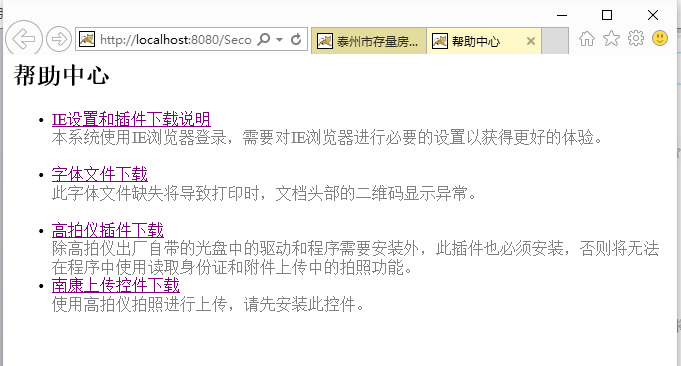 http://localhost:8080/Seco
泰州市存量房...
帮助中心
帮助中心
IE设置和插件下载说明
本系统使用IE浏览器登录，需要对IE浏览器进行必要的设置以获得更好的体验。
字体文件下载
此字体文件缺失将导致打印时，文档头部的二维码显示异常。
高拍仪插件下载
除高拍仪出厂自带的光盘中的驱动和程序需要安装外，此插件也必须安装，否则将无法
在程序中使用读取身份证和附件上传中的拍照功能。
南康上传控件下载
使用高拍仪拍照进行上传，请先安装此控件。